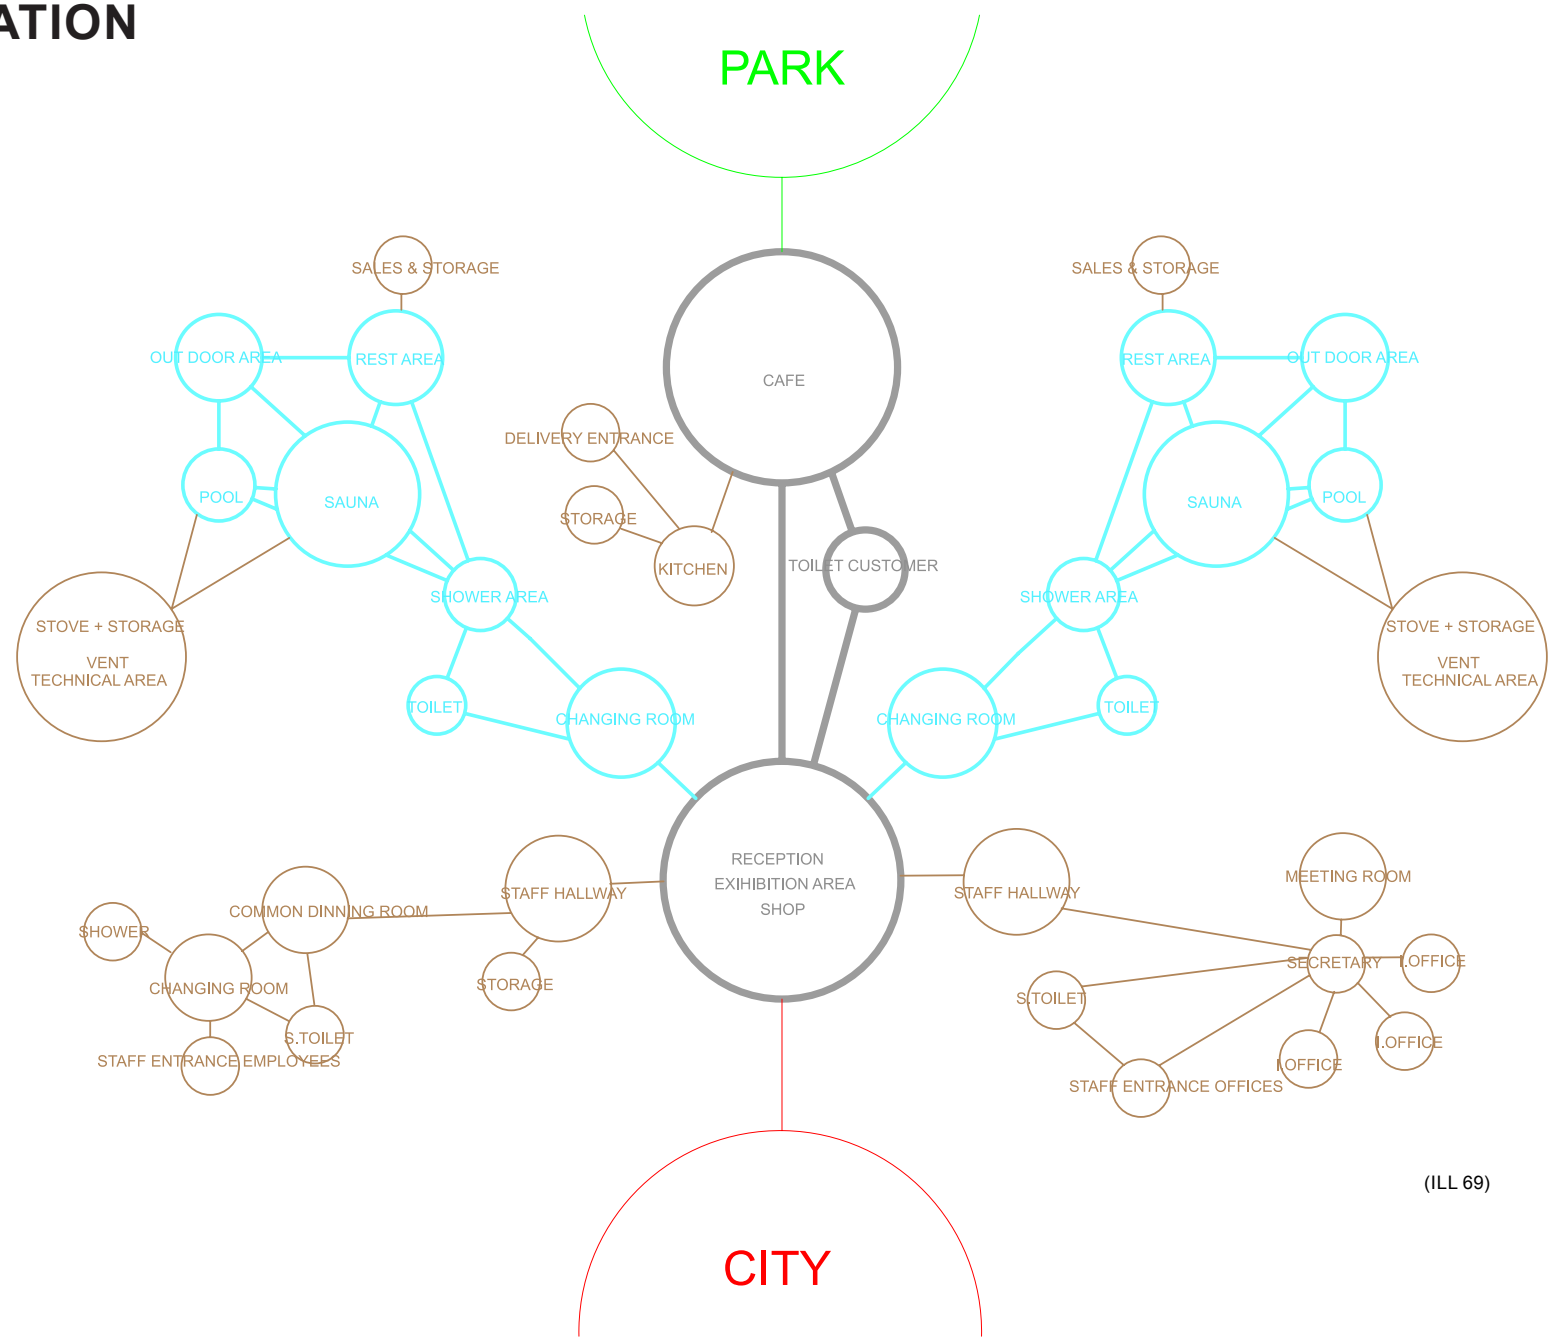 ATION
PARK
SALES & STORAGE
SALES & STORAGE
OUT DOOR AREA
REST AREA
REST AREA
OUT DOOR AREA
CAFE
DELIVERY ENTRANCE
POOL
SAUNA
SAUNA
POOL
STORAGE
KITCHEN
TOILET CUSTOMER
SHOWER AREA
SHOWER AREA
STOVE + STORAGE
VENT
TECHNICAL AREA
STOVE + STORAGE
VENT
TECHNICAL AREA
TOILET
CHANGING ROOM
CHANGING ROOM
TOILET
RECEPTION
EXIHIBITION AREA
SHOP
STAFF HALLWAY
STAFF HALLWAY
MEETING ROOM
COMMON DINNING ROOM
SHOWER
CHANGING ROOM
STORAGE
SECRETARY
I.OFFICE
S.TOILET
S.TOILET
I.OFFICE
STAFF ENTRANCE EMPLOYEES
I.OFFICE
STAFF ENTRANCE OFFICES
(ILL 69)
CITY